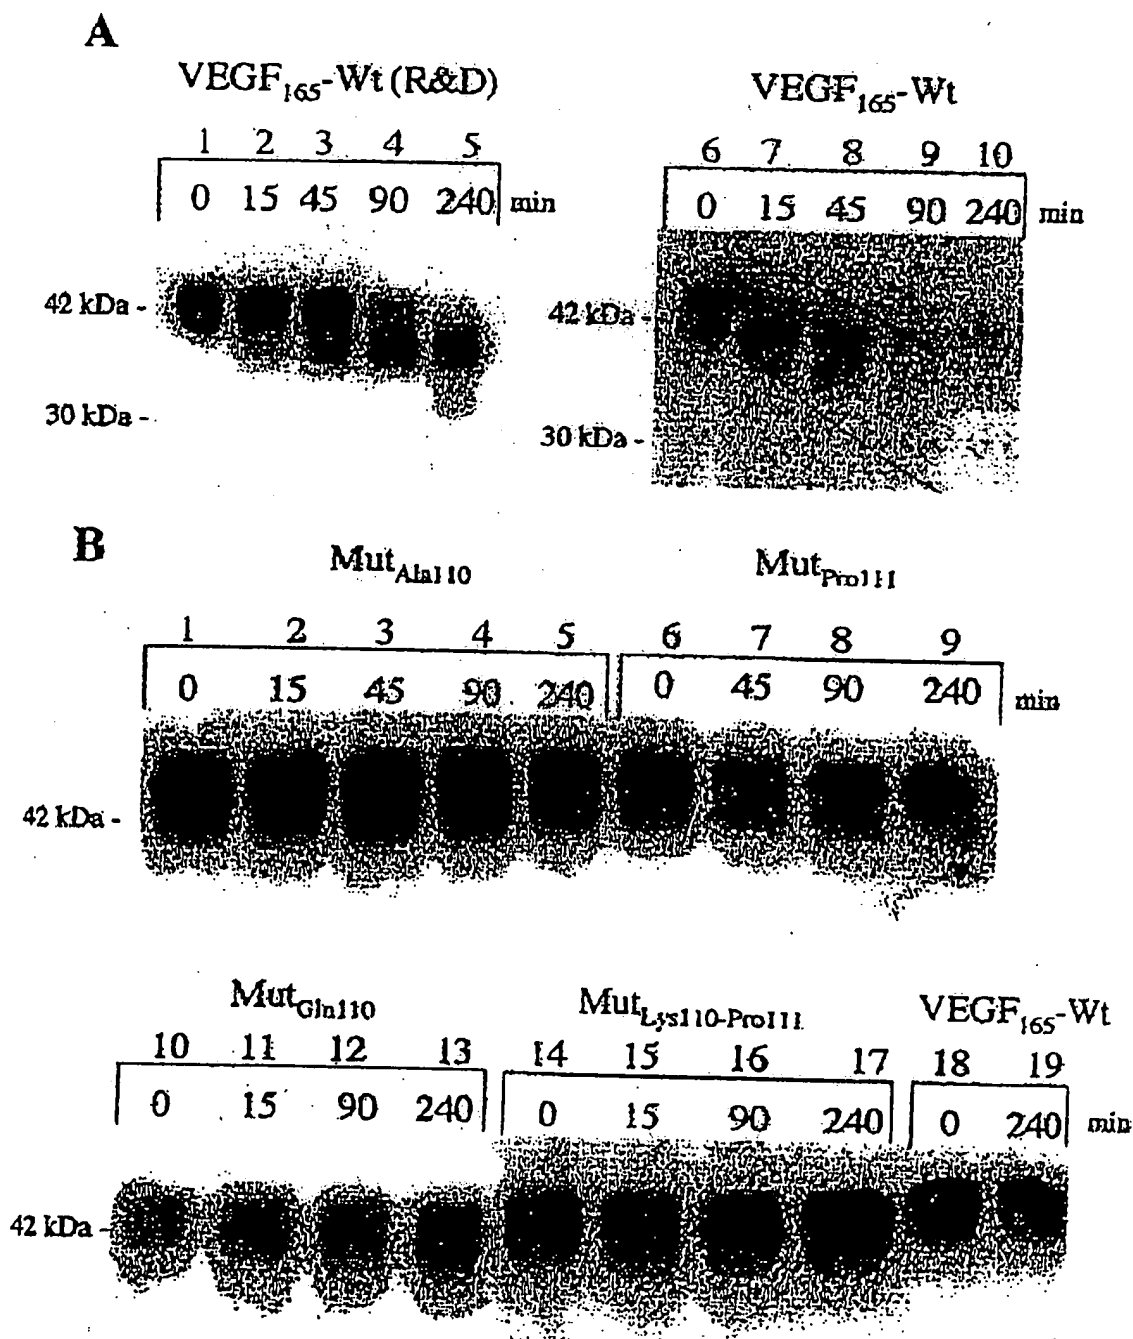 A
VEGF165-Wt (R&D)
1 2 3 4 5
0 15 45 90 240 min
42 kDa -
30 kDa -
VEGF165-Wt
6 7 8 9 10
0 15 45 90 240 min
42 kDa -
30 kDa -
B
MutAla110 MutPro111
1 2 3 4 5 6 7 8 9
0 15 45 90 240 0 45 90 240 min
42 kDa -
MutGln110 MutLys110-Pro111 VEGF165-Wt
10 11 12 13 14 15 16 17 18 19
0 15 90 240 0 15 90 240 0 240 min
42 kDa -